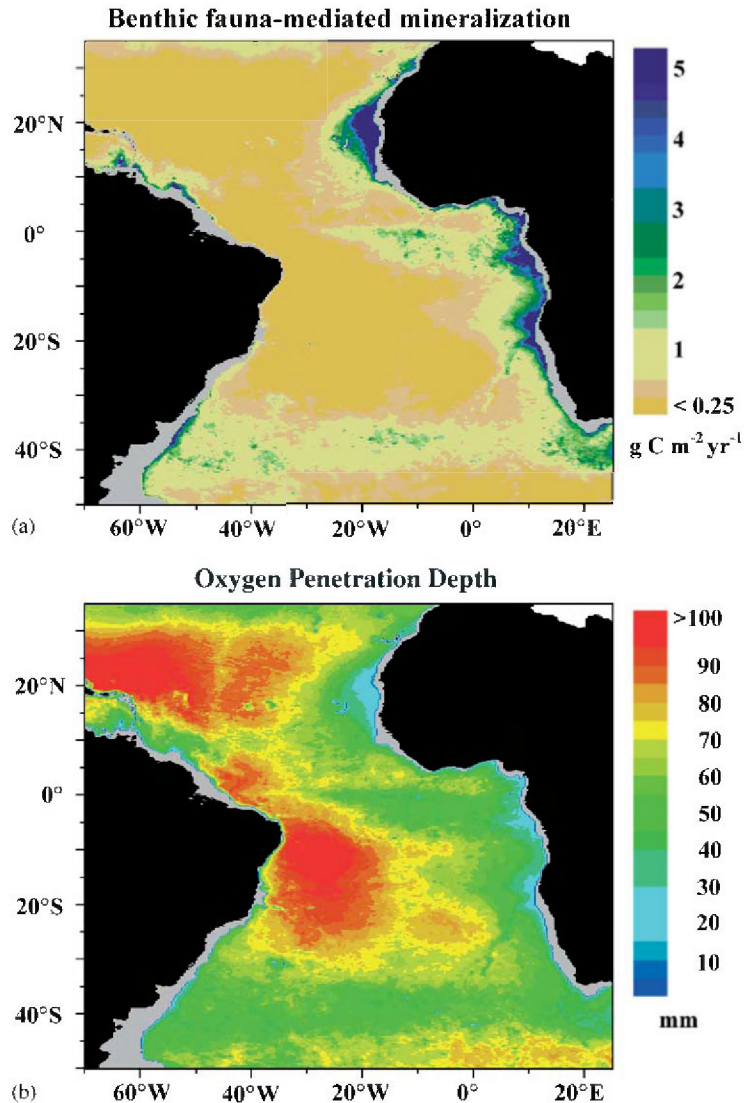 Benthic fauna-mediated mineralization
20°N
0°
20°S
40°S
60°W 40°W 20°W 0° 20°E
5
4
3
2
1
< 0.25
g C m⁻² yr⁻¹
(a)
Oxygen Penetration Depth
20°N
0°
20°S
40°S
60°W 40°W 20°W 0° 20°E
>100
90
80
70
60
50
40
30
20
10
mm
(b)